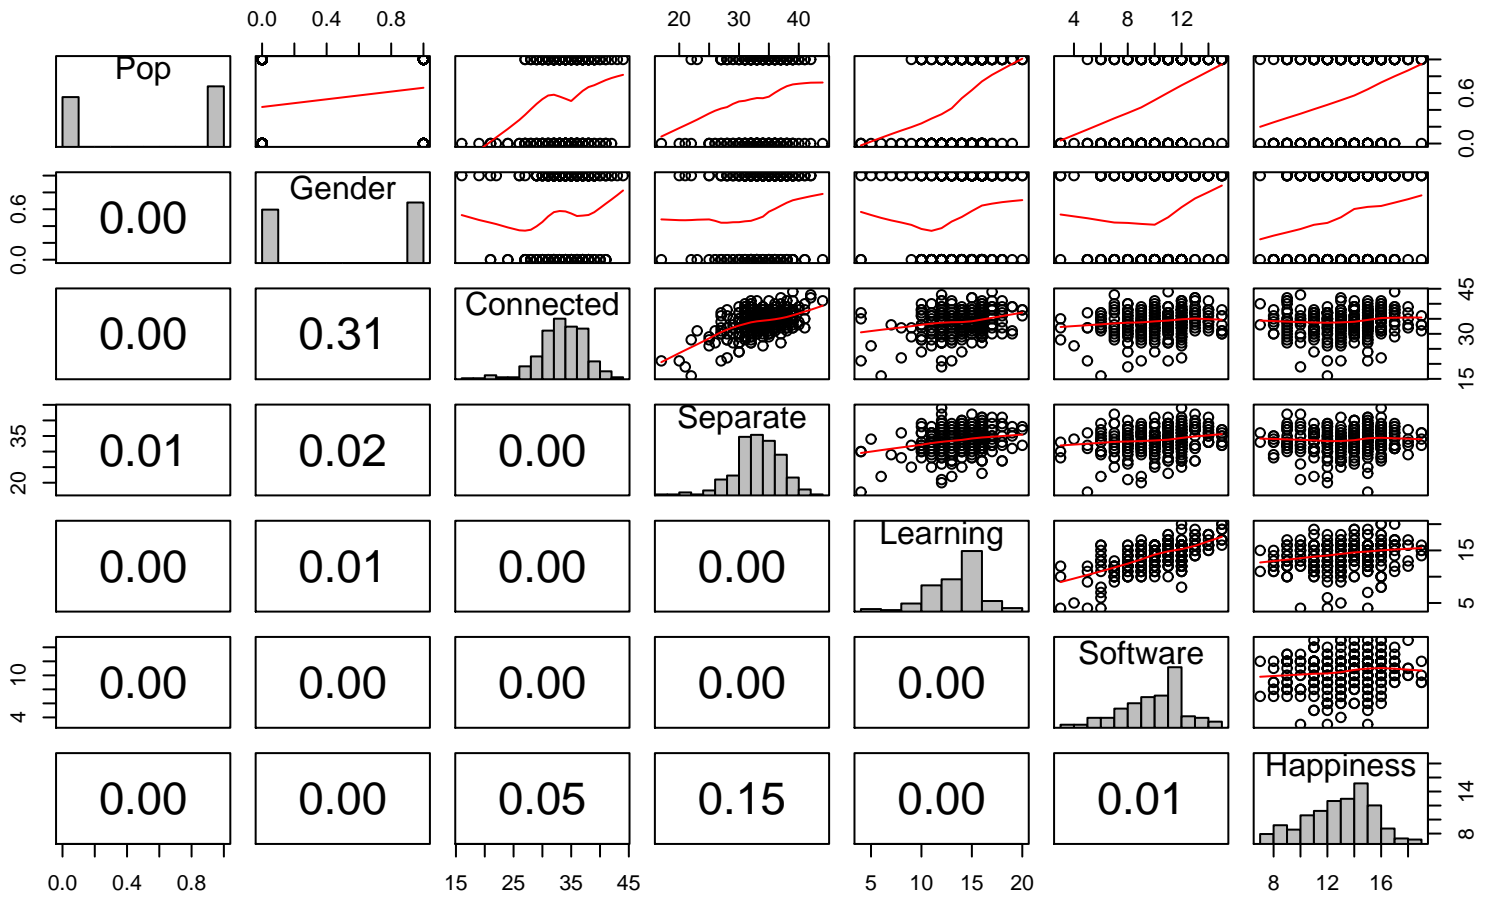 0.0 0.4 0.8 20 30 40 4 8 12
Pop
0.0 0.6
0.00 Gender
0.0 0.6
0.00 0.31 Connected
15 30 45
0.01 0.02 0.00 Separate
20 35
0.00 0.01 0.00 0.00 Learning
5 15
0.00 0.00 0.00 0.00 0.00 Software
4 10
0.00 0.00 0.05 0.15 0.00 0.01 Happiness
8 14
0.0 0.4 0.8 15 25 35 45 5 10 15 20 8 12 16